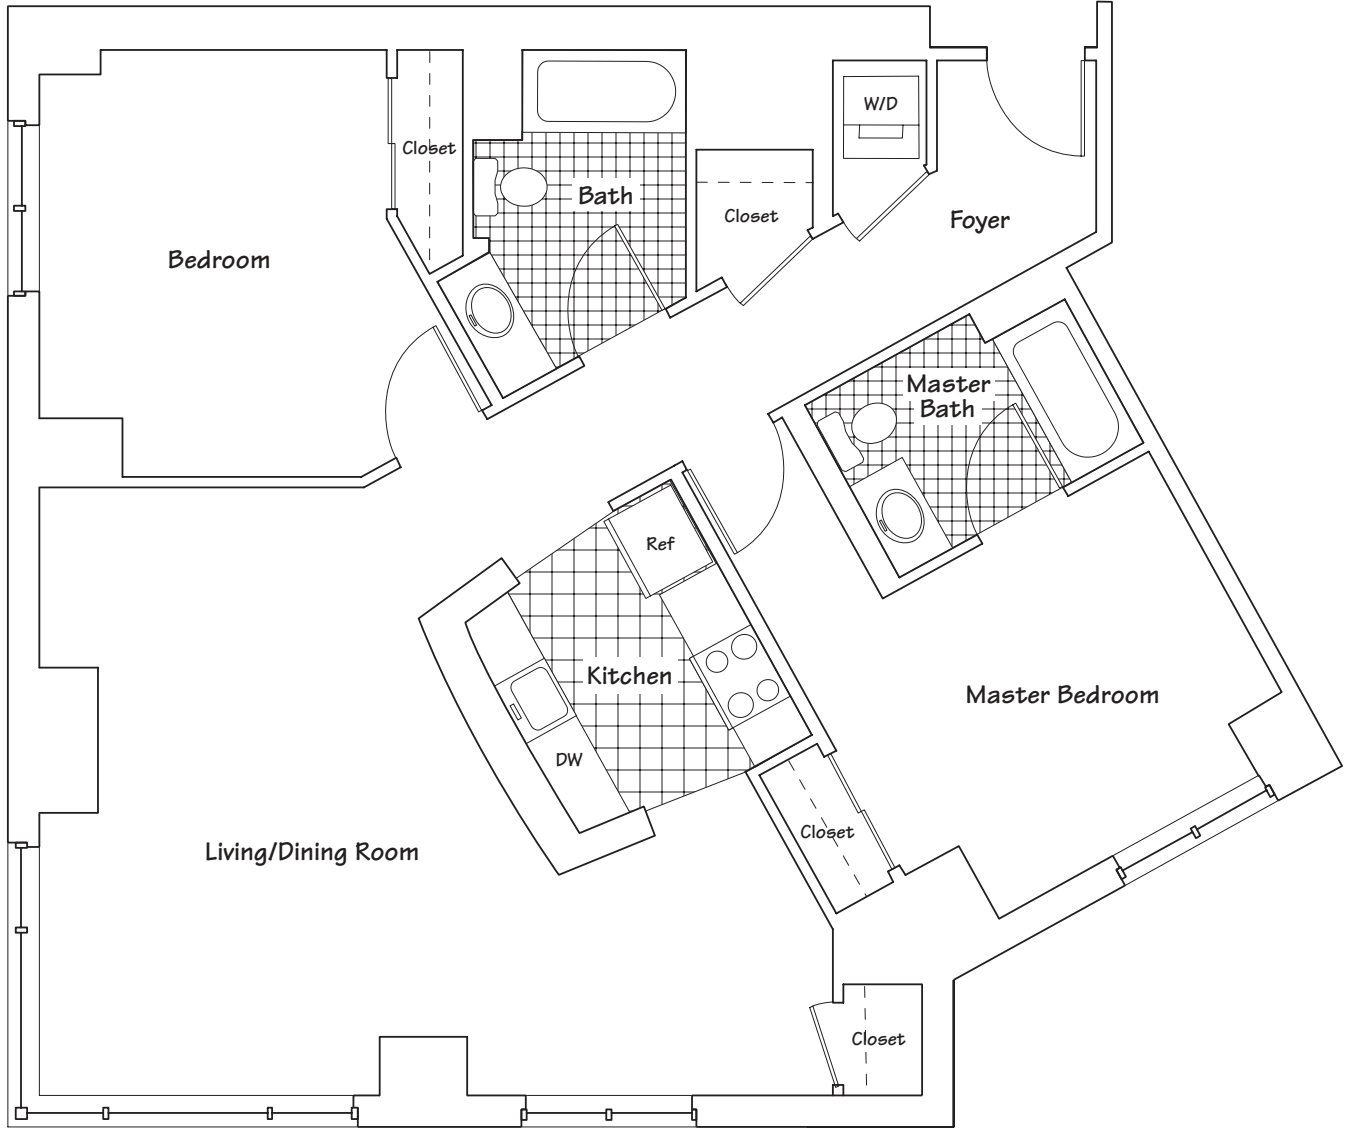 W/D
Closet
Bath
Closet
Foyer
Bedroom
Master
Bath
Ref
Kitchen
Master Bedroom
DW
Closet
Living/Dining Room
Closet